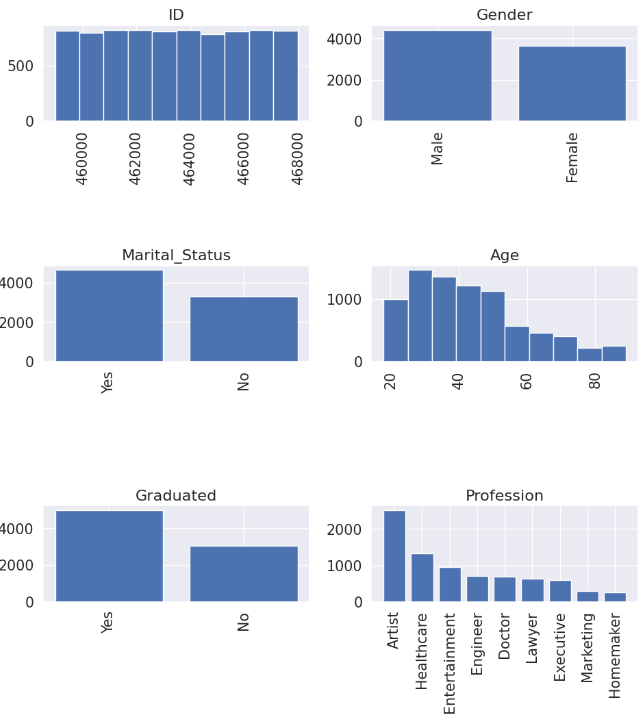 ID
500
0
460000
462000
464000
466000
468000
Gender
4000
2000
0
Male
Female
Marital_Status
4000
2000
0
Yes
No
Age
1000
0
20
40
60
80
Graduated
4000
2000
0
Yes
No
Profession
2000
1000
0
Artist
Healthcare
Entertainment
Engineer
Doctor
Lawyer
Executive
Marketing
Homemaker